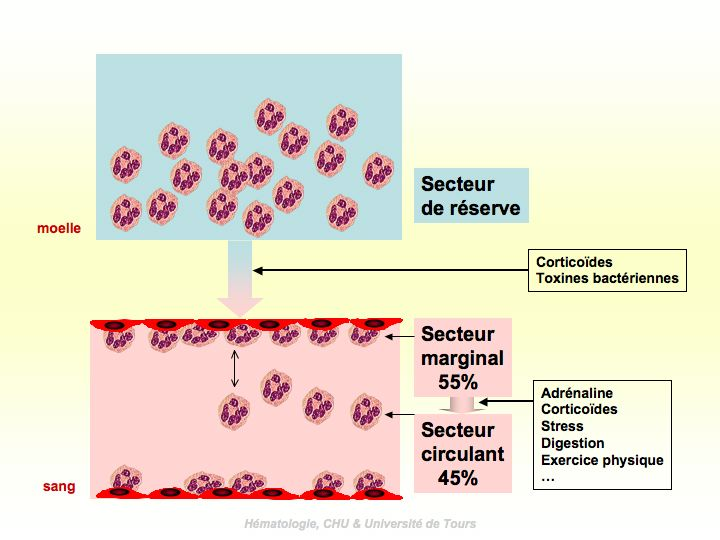 Secteur
de réserve
moelle
Corticoïdes
Toxines bactériennes
Secteur
marginal
55%
Adrénaline
Corticoïdes
Stress
Digestion
Exercice physique
…
Secteur
circulant
45%
sang
Hématologie, CHU & Université de Tours